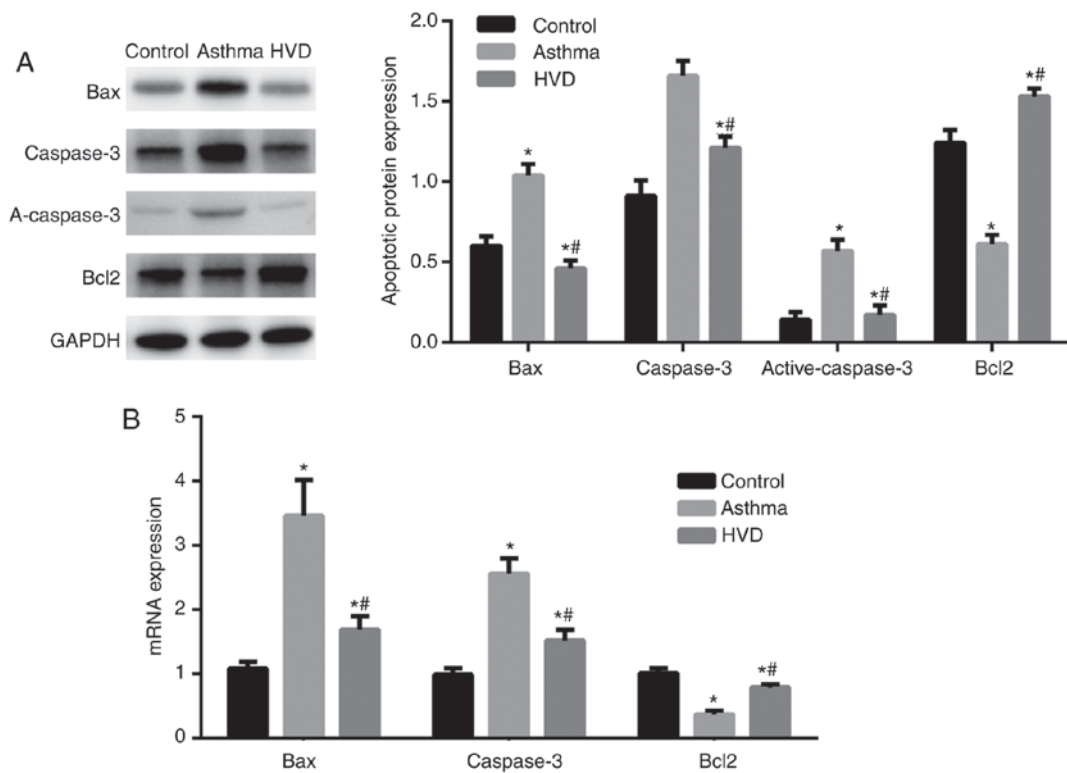 A
Control Asthma HVD
Bax
Caspase-3
A-caspase-3
Bcl2
GAPDH
Apoptotic protein expression
2.0
1.5
1.0
0.5
0.0
Control
Asthma
HVD
*
*#
*#
*
*#
*
*#
Bax Caspase-3 Active-caspase-3 Bcl2
B
mRNA expression
5
4
3
2
1
0
Control
Asthma
HVD
*
*#
*
*#
*
*#
Bax Caspase-3 Bcl2